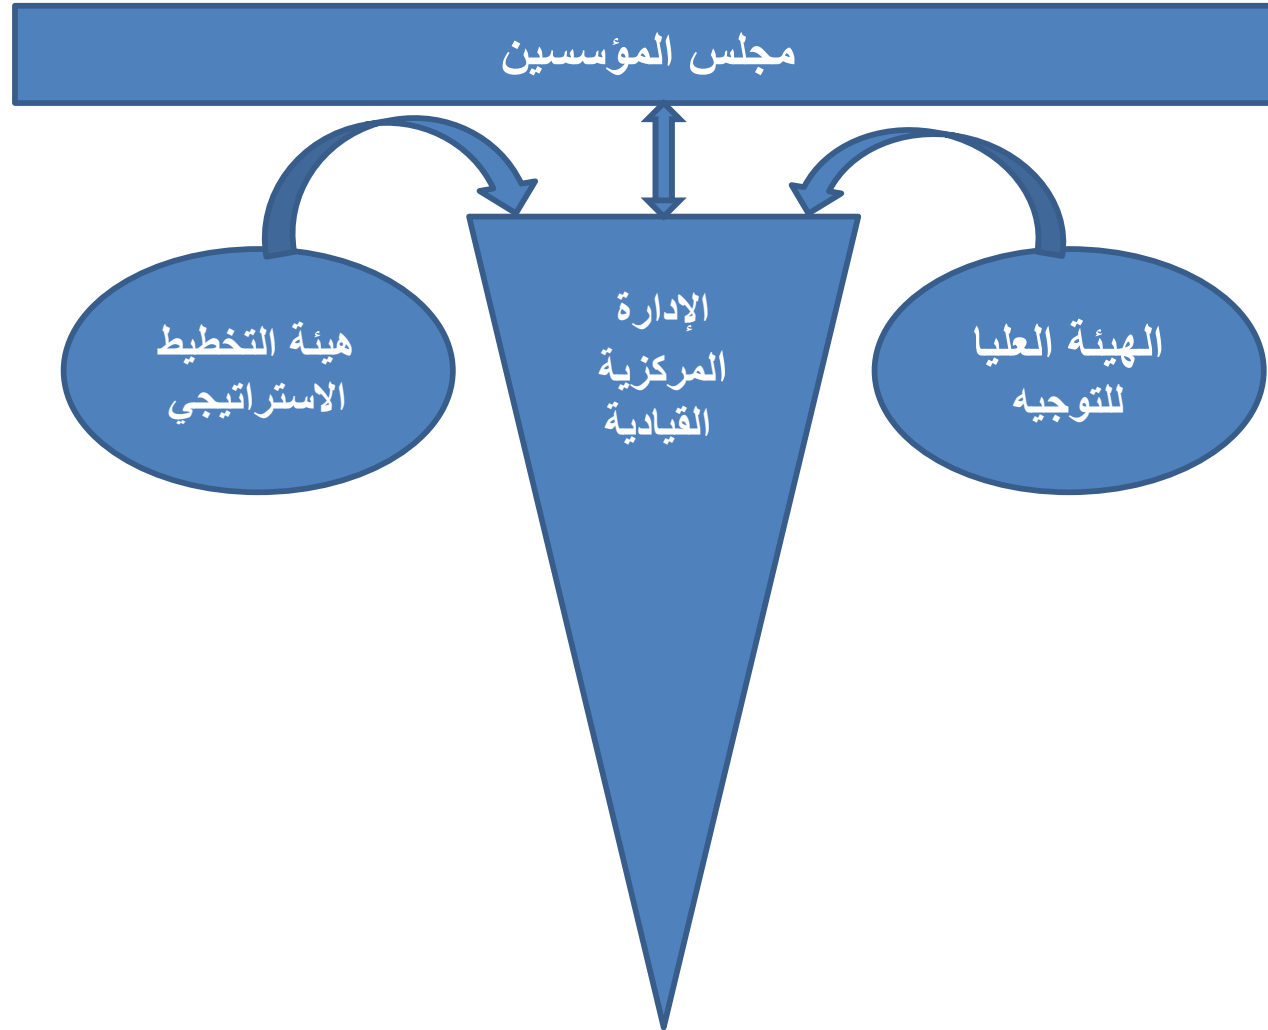 مجلس المؤسسين
الهيئة العليا
للتوجيه
الإدارة
المركزية
القيادية
هيئة التخطيط
الاستراتيجي